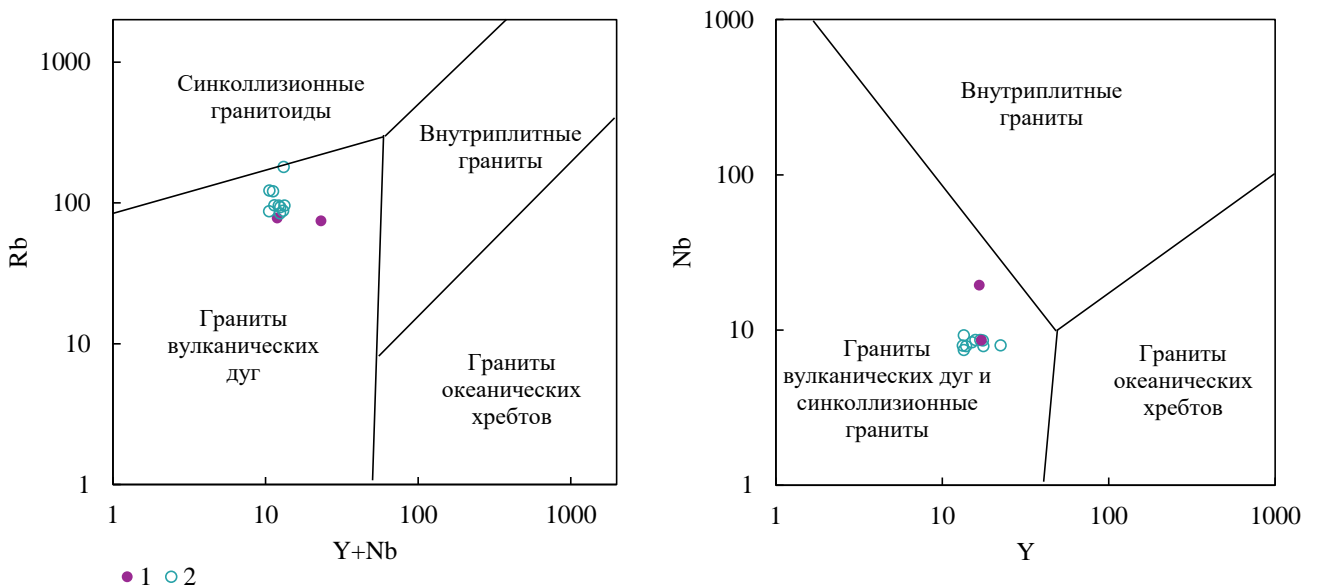 1000
100
10
1
Rb
Синколлизионные
гранитоиды
Внутриплитные
граниты
Граниты
вулканических
дуг
Граниты
океанических
хребтов
1 10 100 1000
Y+Nb
1 2
1000
100
10
1
Nb
Внутриплитные
граниты
Граниты
вулканических дуг и
синколлизионные
граниты
Граниты
океанических
хребтов
1 10 100 1000
Y